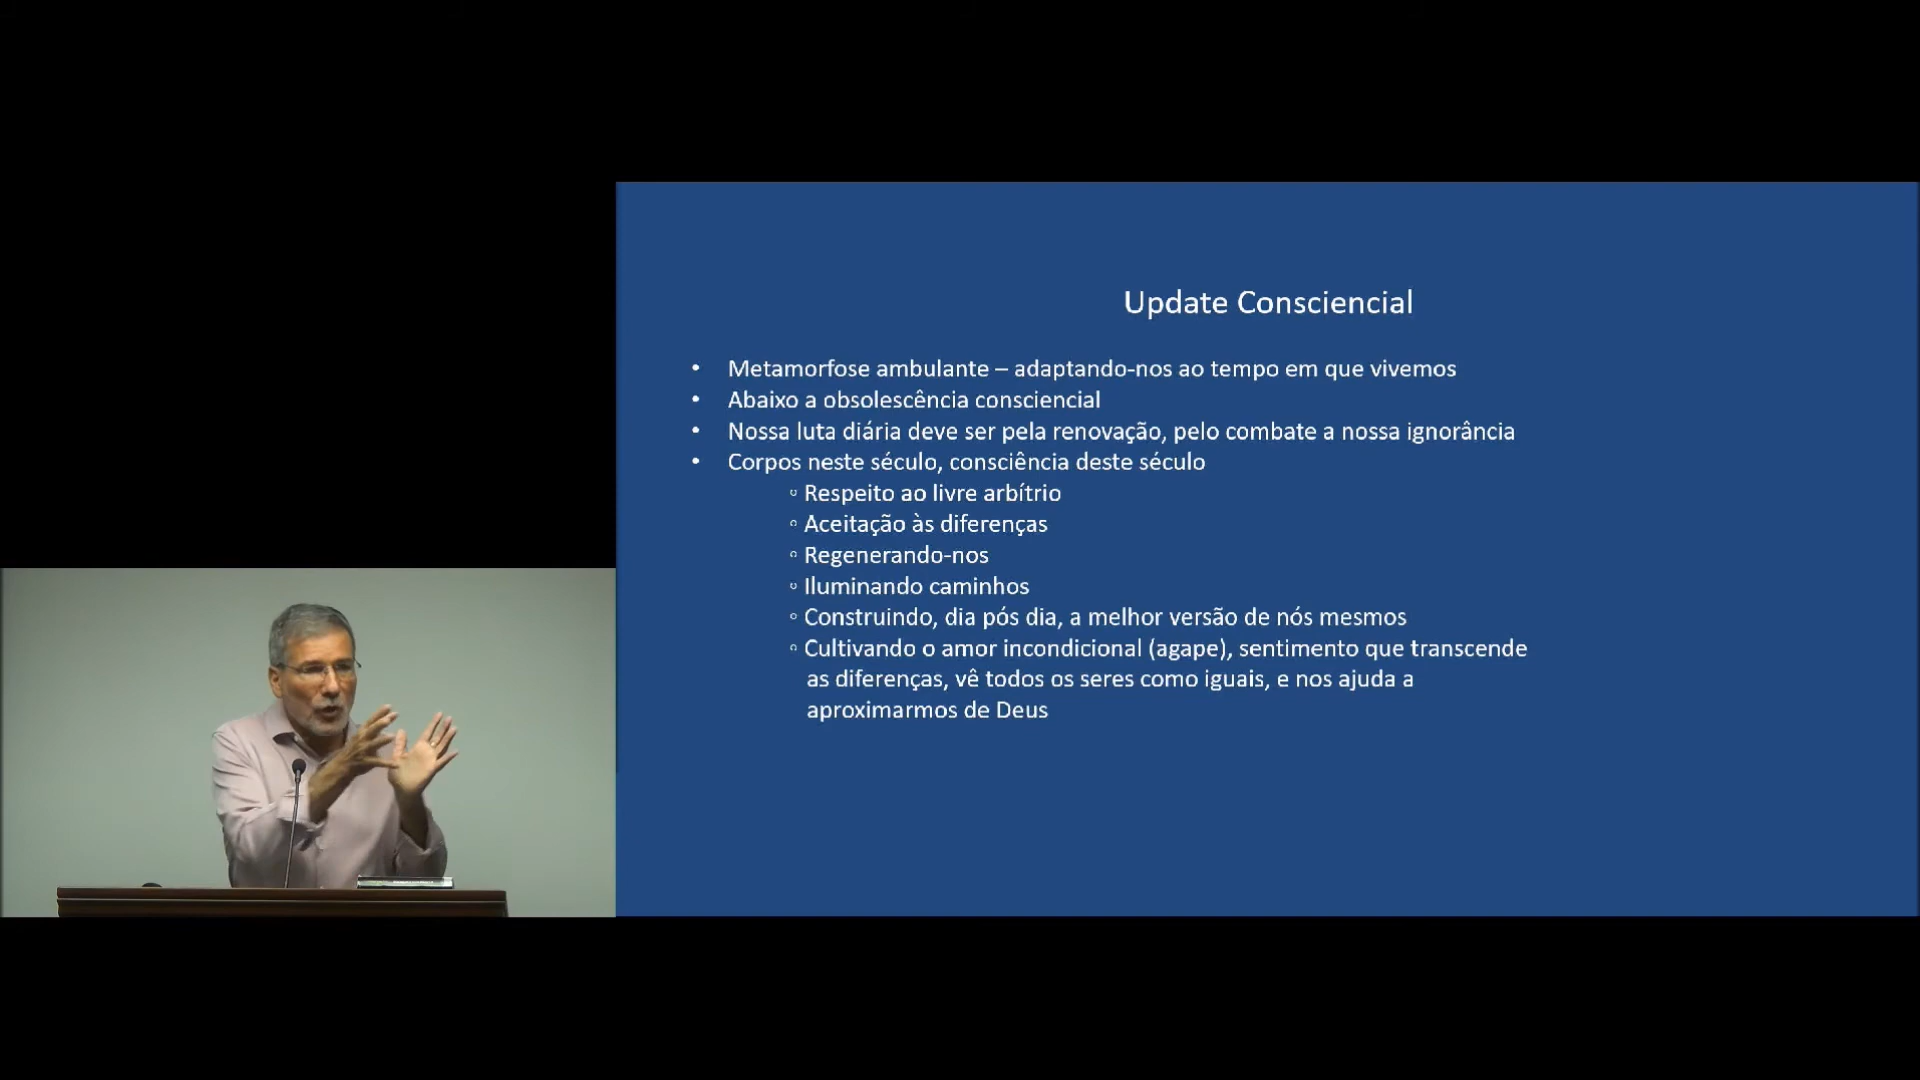 Update Consciencial
• Metamorfose ambulante – adaptando-nos ao tempo em que vivemos
• Abaixo a obsolescência consciencial
• Nossa luta diária deve ser pela renovação, pelo combate a nossa ignorância
• Corpos neste século, consciência deste século
◦ Respeito ao livre arbítrio
◦ Aceitação às diferenças
◦ Regenerando-nos
◦ Iluminando caminhos
◦ Construindo, dia pós dia, a melhor versão de nós mesmos
◦ Cultivando o amor incondicional (agape), sentimento que transcende
as diferenças, vê todos os seres como iguais, e nos ajuda a
aproximarmos de Deus